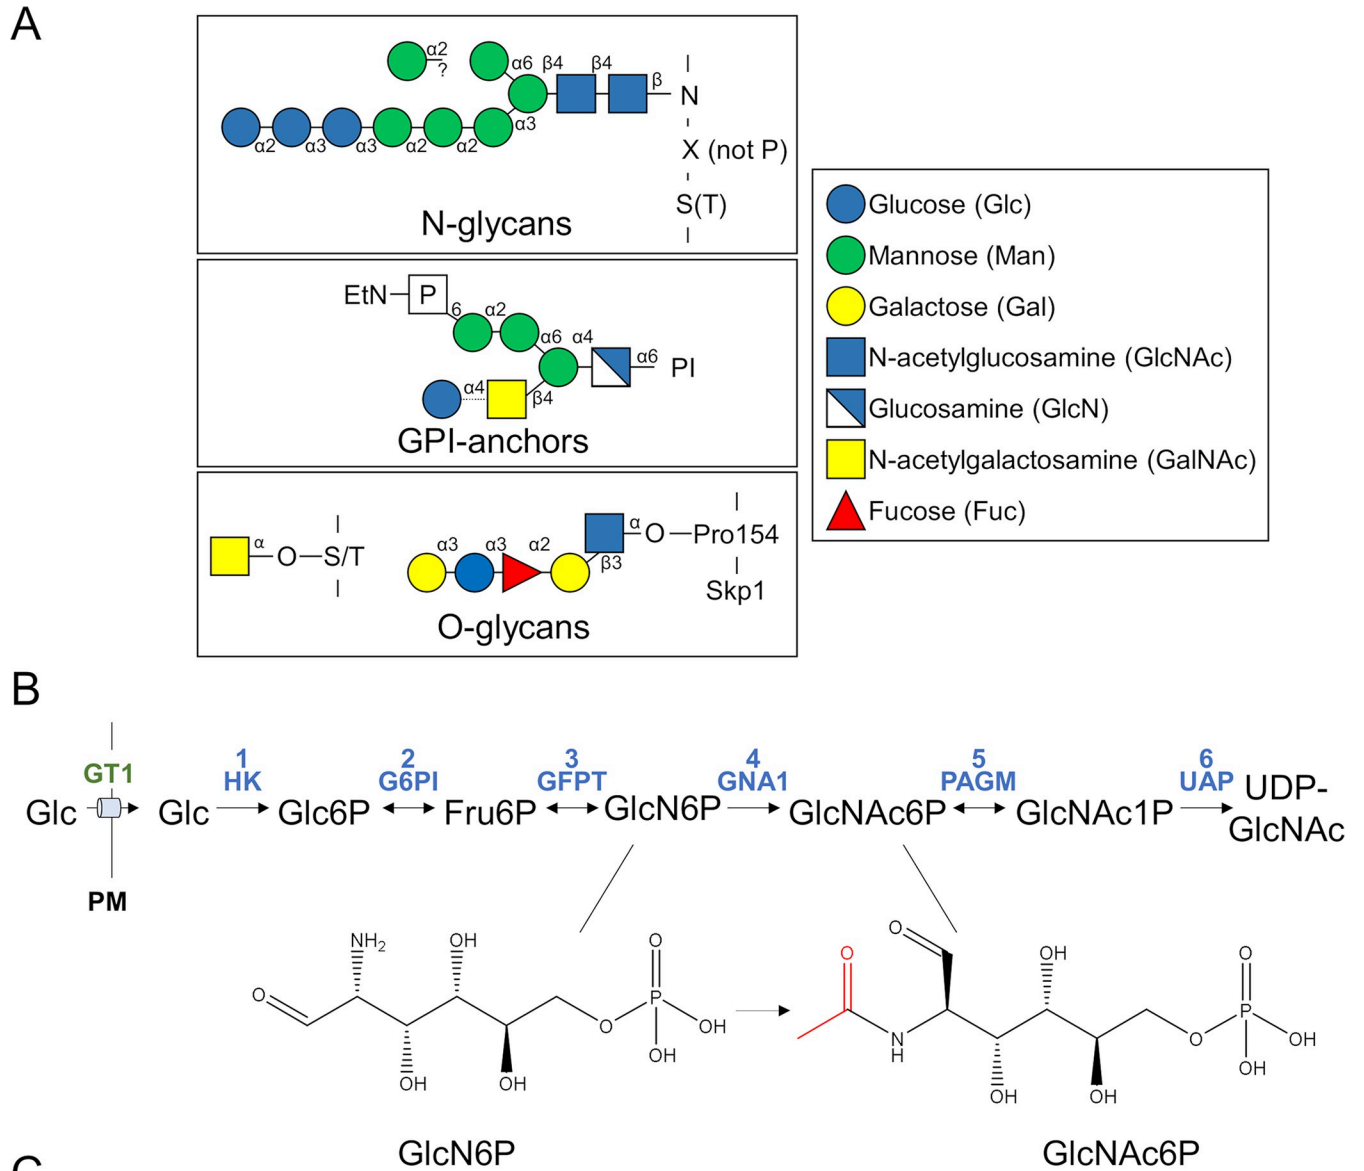 A
α2
?
α6
β4
β4
β
N
X (not P)
S(T)
α2
α3
α3
α2
α2
α3
N-glycans
EtN
P
6
α2
α6
α4
α6
PI
α4
β4
GPI-anchors
α
O
S/T
α3
α3
α2
β3
α
O
Pro154
Skp1
O-glycans
Glucose (Glc)
Mannose (Man)
Galactose (Gal)
N-acetylglucosamine (GlcNAc)
Glucosamine (GlcN)
N-acetylgalactosamine (GalNAc)
Fucose (Fuc)
B
GT1
1
HK
2
G6PI
3
GFPT
4
GNA1
5
PAGM
6
UAP
Glc
Glc
Glc6P
Fru6P
GlcN6P
GlcNAc6P
GlcNAc1P
UDP-
GlcNAc
PM
NH2
OH
O
O
O
P
OH
OH
OH
OH
GlcN6P
O
O
OH
O
N
H
O
P
OH
OH
OH
OH
GlcNAc6P